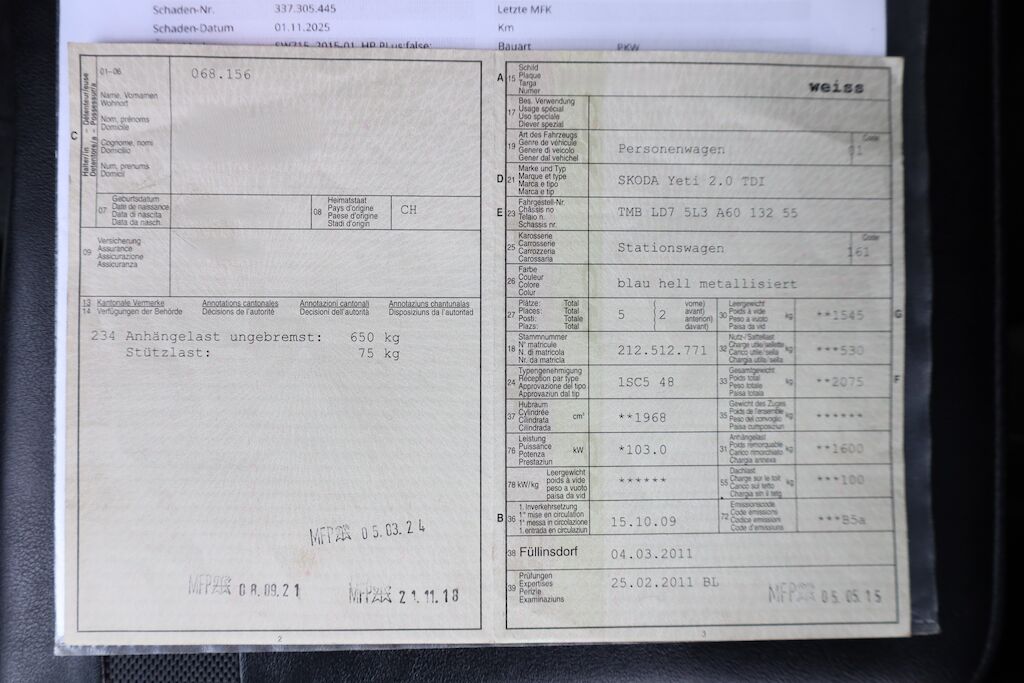 Schaden-Nr. 337.305.445 Letzte MFK
Schaden-Datum 01.11.2025 Km
Bauart PKW
01–06 068.156
Halter/in - Détenteur/euse
Detentore/a - Possessur/a
C
Name, Vornamen
Wohnort
Nom, prénoms
Domicile
Cognome, nomi
Domicilio
Num, prenums
Domicil
07 Geburtsdatum
Date de naissance
Data di nascita
Data da nasch.
08 Heimatstaat
Pays d'origine
Paese d'origine
Stadi d'origin
CH
09 Versicherung
Assurance
Assicurazione
Assicuranza
13 Kantonale Vermerke Annotations cantonales Annotazioni cantonali Annotaziuns chantunalas
14 Verfügungen der Behörde Décisions de l'autorité Decisioni dell'autorità Disposiziuns da l'autoritad
234 Anhängelast ungebremst: 650 kg
Stützlast: 75 kg
MFP 05.03.24
MFP 08.09.21
MFP 21.11.18
2
A 15 Schild
Plaque
Targa
Numer
weiss
17 Bes. Verwendung
Usage spécial
Uso speciale
Diever spezial
19 Art des Fahrzeugs
Genre de véhicule
Genere di veicolo
Gener dal vehichel
Personenwagen
Code
01
D 21 Marke und Typ
Marque et type
Marca e tipo
Marca e tip
SKODA Yeti 2.0 TDI
E 23 Fahrgestell-Nr.
Châssis no
Telaio n.
Schassis nr.
TMB LD7 5L3 A60 132 55
25 Karosserie
Carrosserie
Carrozzeria
Carossaria
Stationswagen
Code
161
26 Farbe
Couleur
Colore
Colur
blau hell metallisiert
27 Plätze: Total
Places: Total
Posti: Totale
Plazs: Total
5 ( 2 vorne)
avant)
anteriori)
davant)
30 Leergewicht
Poids à vide
Peso a vuoto
Paisa da vid
kg
**1545
G
18 Stammnummer
N° matricule
N. di matricola
Nr. da matricla
212.512.771
32 Nutz-/Sattellast
Charge utile/sellette
Carico utile/sella
Chargia utila/sella
kg
***530
24 Typengenehmigung
Réception par type
Approvazione del tipo
Approvaziun dal tip
1SC5 48
33 Gesamtgewicht
Poids total
Peso totale
Paisa totala
kg
**2075
F
37 Hubraum
Cylindrée
Cilindrata
Cilindrada
cm³
**1968
35 Gewicht des Zuges
Poids de l'ensemble
Peso del convoglio
Paisa cumposiziun
kg
******
76 Leistung
Puissance
Potenza
Prestaziun
kW
*103.0
31 Anhängelast
Poids remorquable
Carico rimorchiato
Chargia annexa
kg
**1600
78 kW/kg Leergewicht
poids à vide
peso a vuoto
paisa da vid
******
55 Dachlast
Charge sur le toit
Carico sul tetto
Chargia sin il tetg
kg
***100
B 36 1. Inverkehrsetzung
1re mise en circulation
1a messa in circolazione
1. entrada en circulaziun
15.10.09
72 Emissionscode
Code émissions
Codice emissioni
Code d'emissiuns
***B5a
38 Füllinsdorf 04.03.2011
39 Prüfungen
Expertises
Perizie
Examinaziuns
25.02.2011 BL
MFP 05.05.15
3